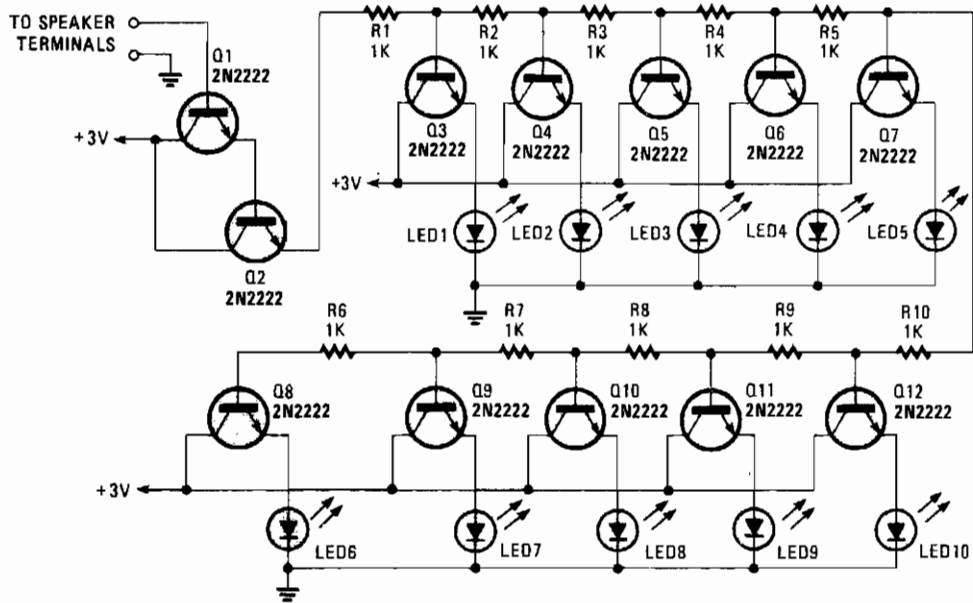 TO SPEAKER
TERMINALS
Q1
2N2222
+3V
Q2
2N2222
R1
1K
R2
1K
R3
1K
R4
1K
R5
1K
Q3
2N2222
Q4
2N2222
Q5
2N2222
Q6
2N2222
Q7
2N2222
+3V
LED1
LED2
LED3
LED4
LED5
R6
1K
R7
1K
R8
1K
R9
1K
R10
1K
Q8
2N2222
Q9
2N2222
Q10
2N2222
Q11
2N2222
Q12
2N2222
+3V
LED6
LED7
LED8
LED9
LED10